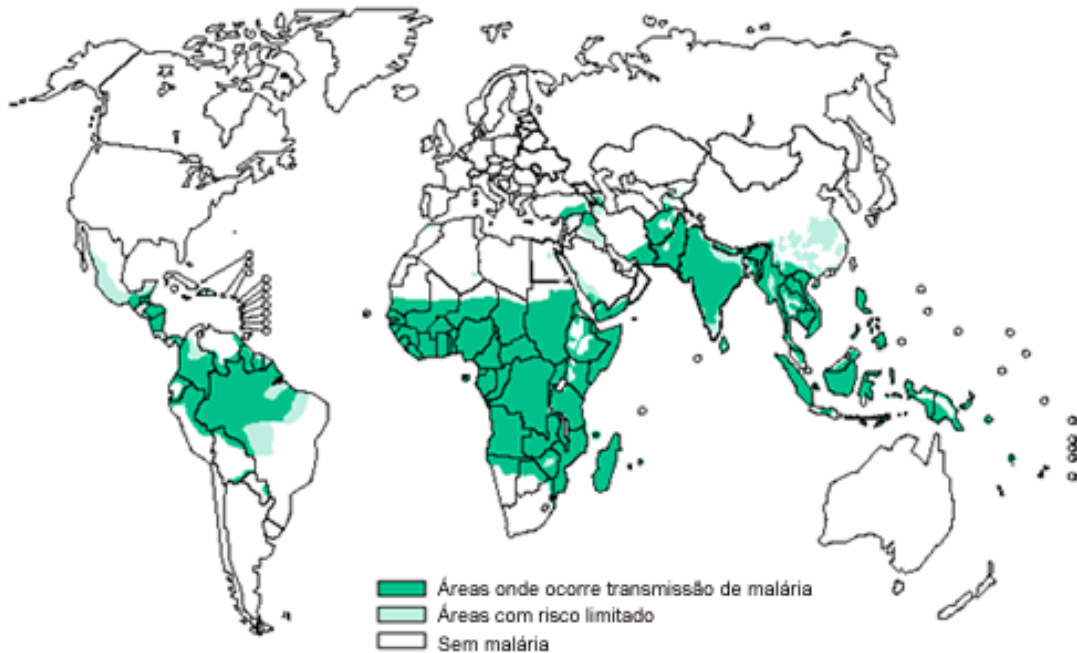 Áreas onde ocorre transmissão de malária
Áreas com risco limitado
Sem malária